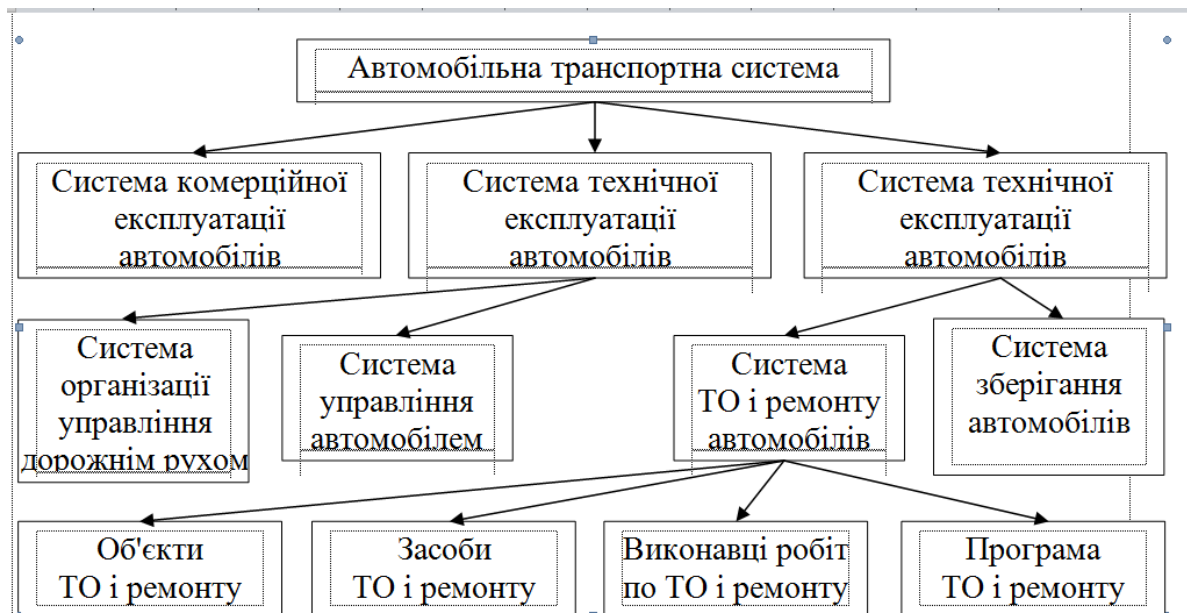 Автомобільна транспортна система
Система комерційної
експлуатації
автомобілів
Система технічної
експлуатації
автомобілів
Система технічної
експлуатації
автомобілів
Система
організації
управління
дорожнім рухом
Система
управління
автомобілем
Система
ТО і ремонту
автомобілів
Система
зберігання
автомобілів
Об'єкти
ТО і ремонту
Засоби
ТО і ремонту
Виконавці робіт
по ТО і ремонту
Програма
ТО і ремонту